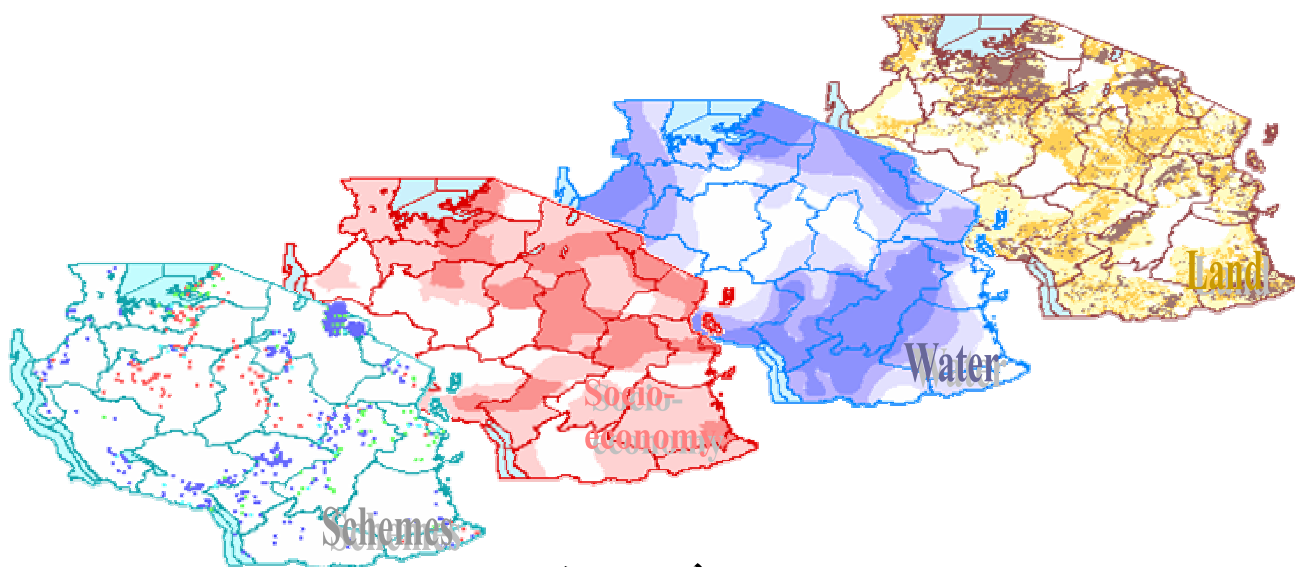 Land
Water
Socio-
economy
Schemes